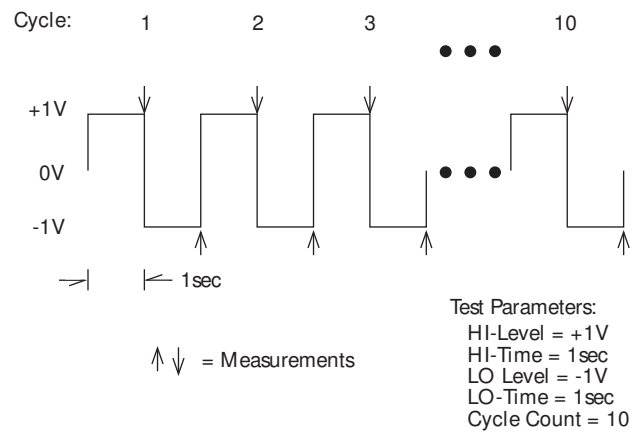 Cycle: 1 2 3 10
+1V
0V
-1V
1sec
= Measurements
Test Parameters:
HI-Level = +1V
HI-Time = 1sec
LO Level = -1V
LO-Time = 1sec
Cycle Count = 10